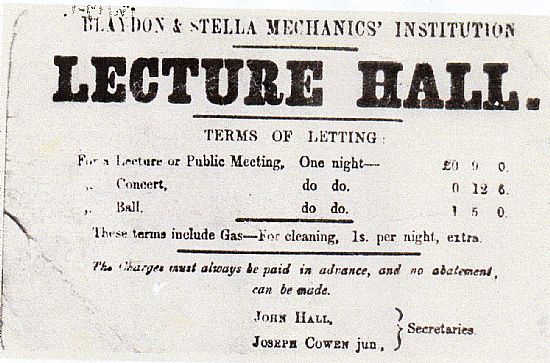 BLAYDON & STELLA MECHANICS' INSTITUTION
LECTURE HALL.
TERMS OF LETTING:
For a Lecture or Public Meeting, One night— £0 9 0.
„ Concert, do do. 0 12 6.
„ Ball, do do. 1 5 0.
These terms include Gas—For cleaning, 1s. per night, extra.
The Charges must always be paid in advance, and no abatement,
can be made.
JOHN HALL,
JOSEPH COWEN jun,
} Secretaries.